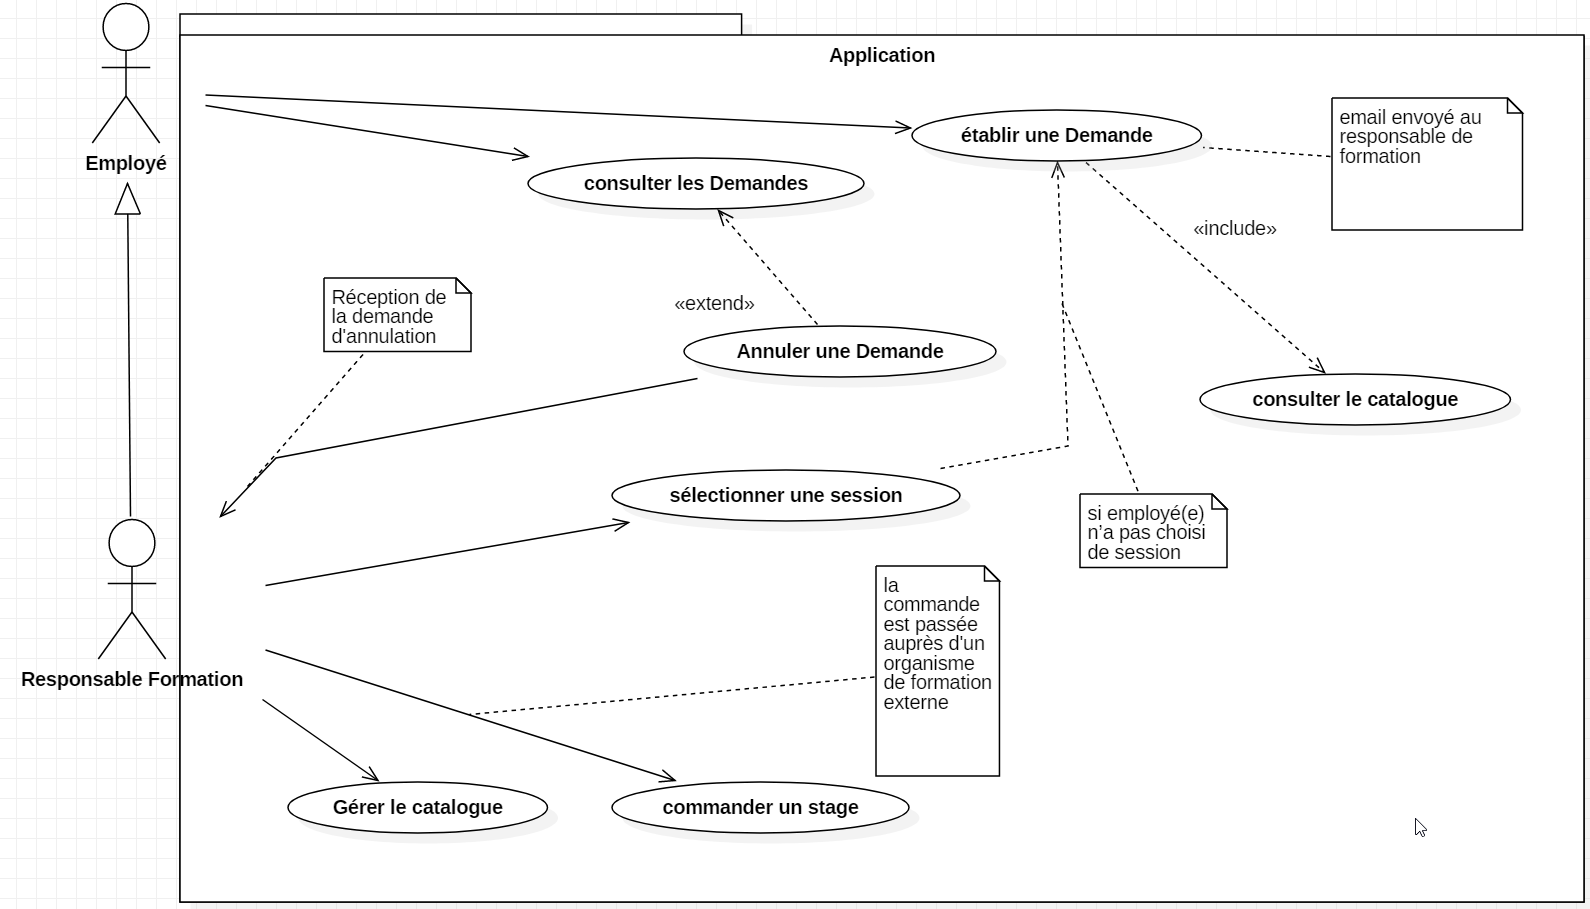 Application
Employé
établir une Demande
email envoyé au
responsable de
formation
consulter les Demandes
«include»
Réception de
la demande
d'annulation
«extend»
Annuler une Demande
consulter le catalogue
sélectionner une session
si employé(e)
n’a pas choisi
de session
la
commande
est passée
auprès d'un
organisme
de formation
externe
Responsable Formation
Gérer le catalogue
commander un stage